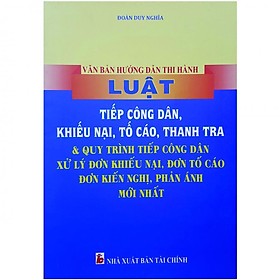 ĐOÀN DUY NGHĨA
VĂN BẢN HƯỚNG DẪN THI HÀNH
LUẬT
TIẾP CÔNG DÂN,
KHIẾU NẠI, TỐ CÁO, THANH TRA
& QUY TRÌNH TIẾP CÔNG DÂN
XỬ LÝ ĐƠN KHIẾU NẠI, ĐƠN TỐ CÁO
ĐƠN KIẾN NGHỊ, PHẢN ÁNH
MỚI NHẤT
NHÀ XUẤT BẢN TÀI CHÍNH